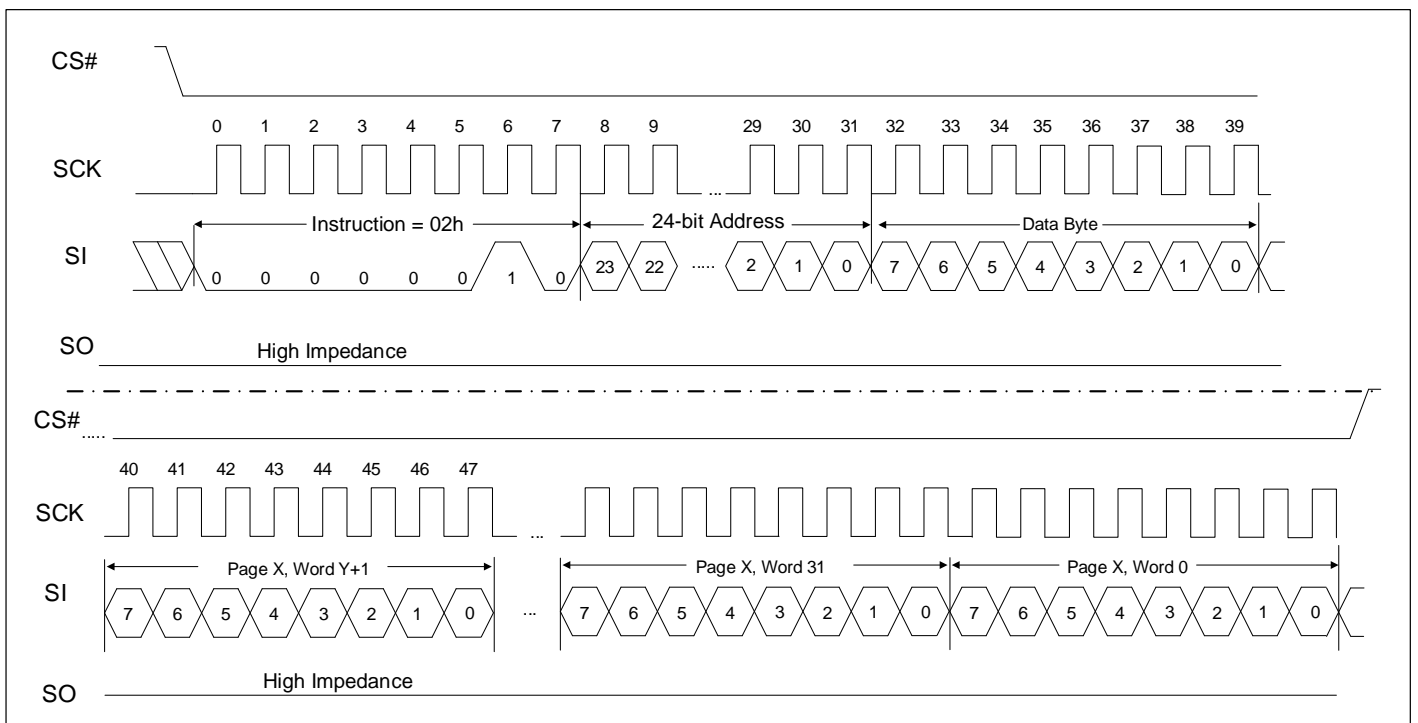 CS#
0 1 2 3 4 5 6 7 8 9 29 30 31 32 33 34 35 36 37 38 39
SCK ...
Instruction = 02h 24-bit Address Data Byte
SI 0 0 0 0 0 0 1 0 23 22 ..... 2 1 0 7 6 5 4 3 2 1 0
SO High Impedance
CS# .....
40 41 42 43 44 45 46 47
SCK ...
Page X, Word Y+1 Page X, Word 31 Page X, Word 0
SI 7 6 5 4 3 2 1 0 ... 7 6 5 4 3 2 1 0 7 6 5 4 3 2 1 0
SO High Impedance